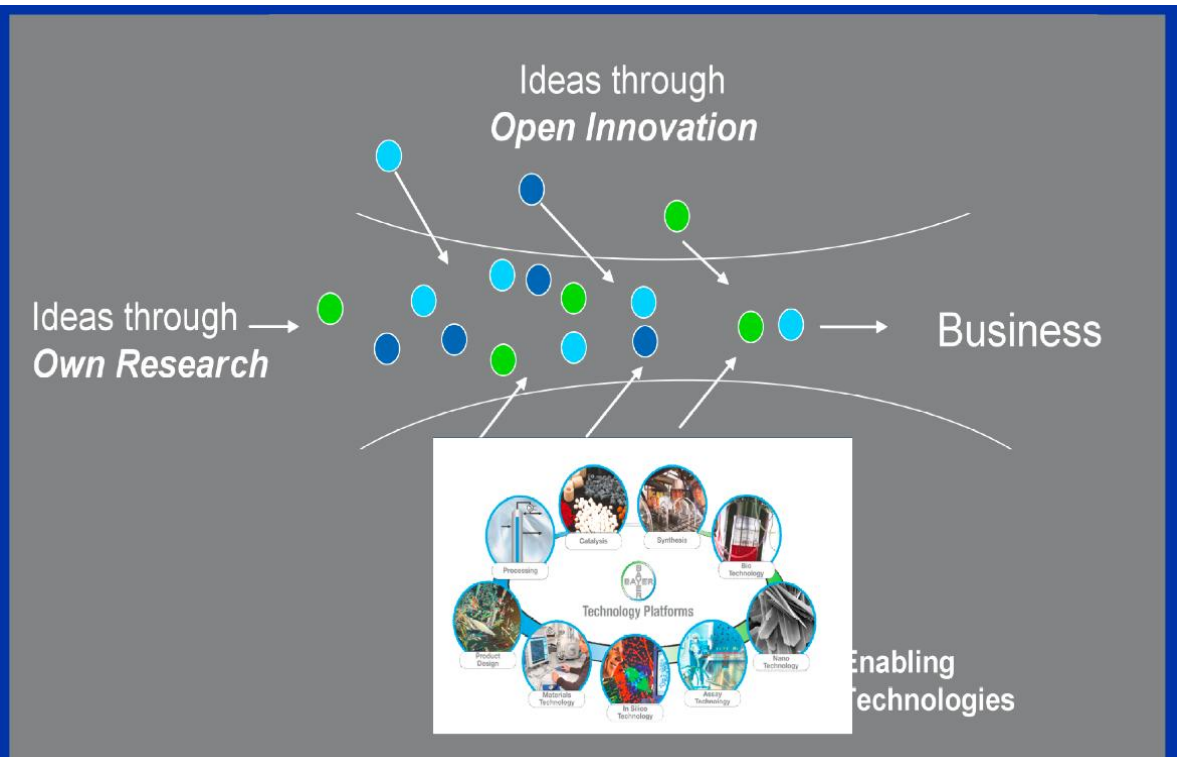 Ideas through
Open Innovation
Ideas through
Own Research
Business
Catalysis
Synthesis
Processing
Bio
Technology
BAYER
BAYER
Technology Platforms
Product
Design
Nano
Technology
Materials
Technology
In Silico
Technology
Assay
Technology
Enabling
Technologies